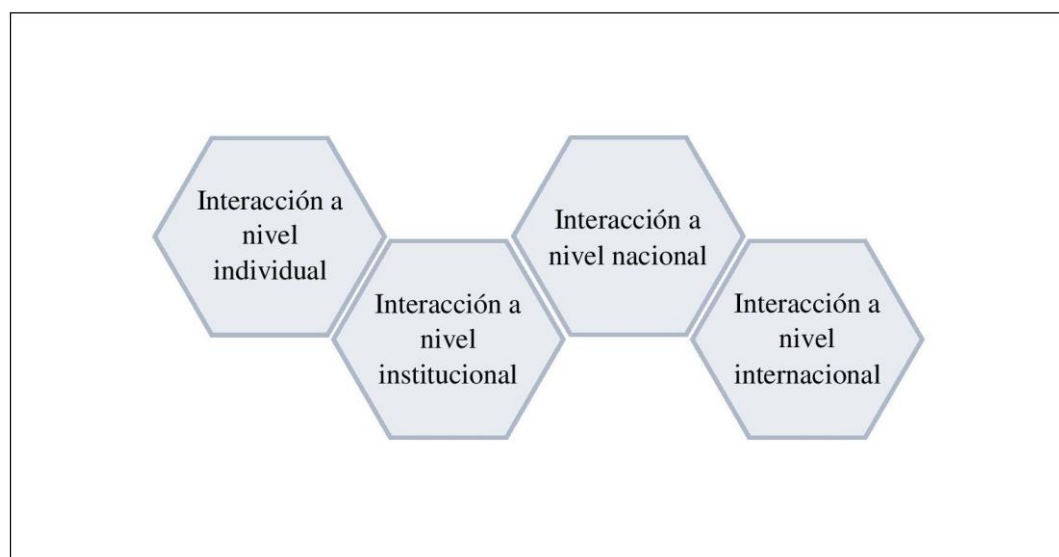 Interacción a
nivel
individual
Interacción a
nivel
institucional
Interacción a
nivel nacional
Interacción a
nivel
internacional